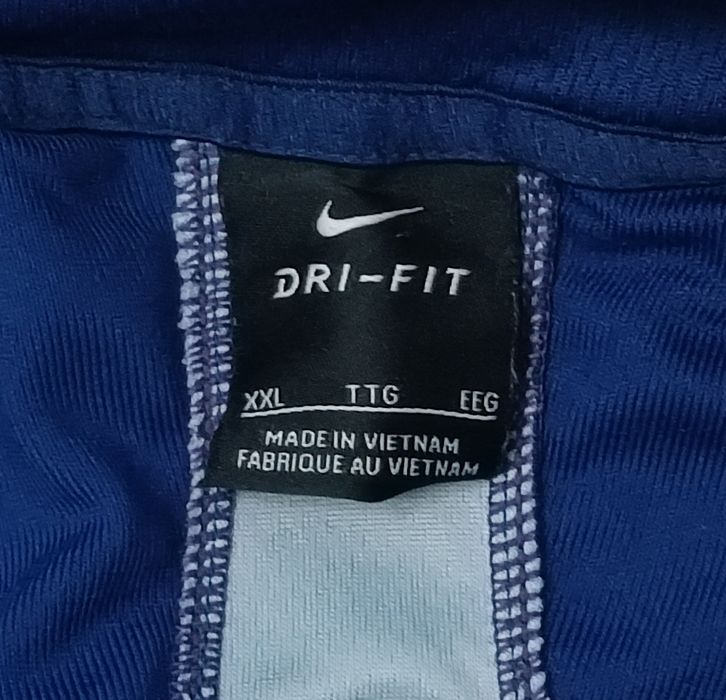 DRI-FIT
XXL TTG EEG
MADE IN VIETNAM
FABRIQUE AU VIETNAM